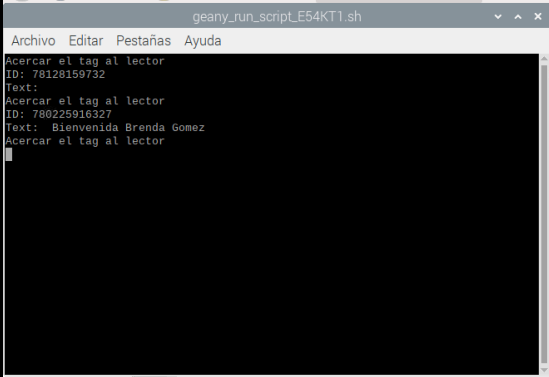 geany_run_script_E54KT1.sh
Archivo Editar Pestañas Ayuda
Acercar el tag al lector
ID: 78128159732
Text:
Acercar el tag al lector
ID: 780225916327
Text:  Bienvenida Brenda Gomez
Acercar el tag al lector